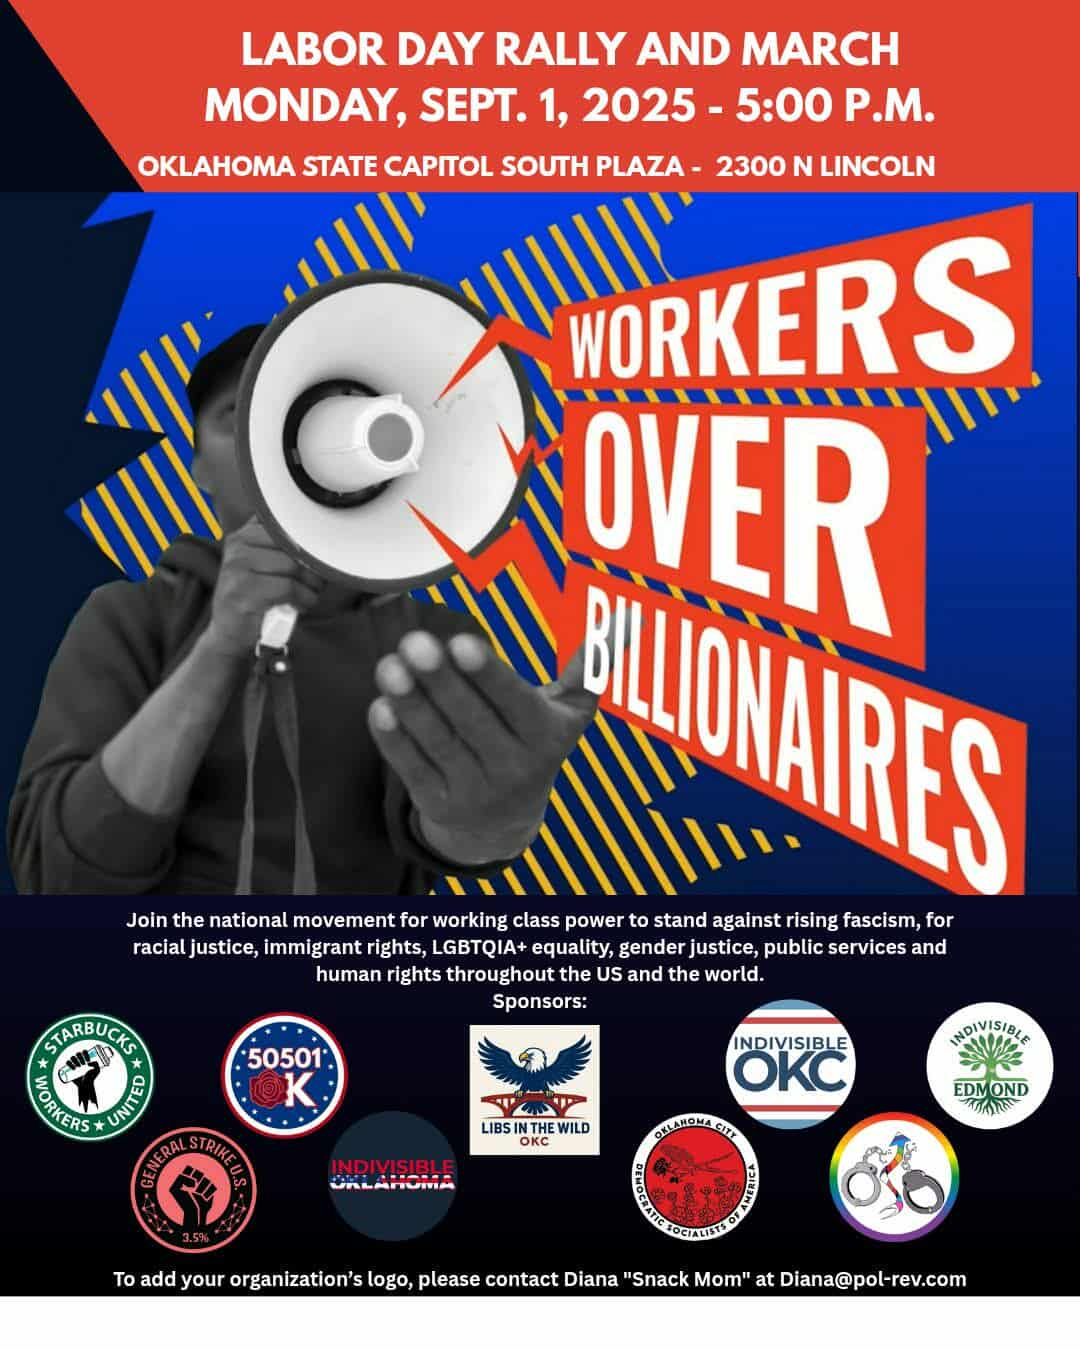 LABOR DAY RALLY AND MARCH
MONDAY, SEPT. 1, 2025 - 5:00 P.M.
OKLAHOMA STATE CAPITOL SOUTH PLAZA - 2300 N LINCOLN
WORKERS
OVER
BILLIONAIRES
Join the national movement for working class power to stand against rising fascism, for
racial justice, immigrant rights, LGBTQIA+ equality, gender justice, public services and
human rights throughout the US and the world.
Sponsors:
STARBUCKS
WORKERS ★ UNITED
50501
OK
LIBS IN THE WILD
OKC
INDIVISIBLE
OKC
INDIVISIBLE
EDMOND
GENERAL STRIKE U.S.
3.5%
INDIVISIBLE
OKLAHOMA
OKLAHOMA CITY
DEMOCRATIC SOCIALISTS OF AMERICA
To add your organization’s logo, please contact Diana "Snack Mom" at Diana@pol-rev.com